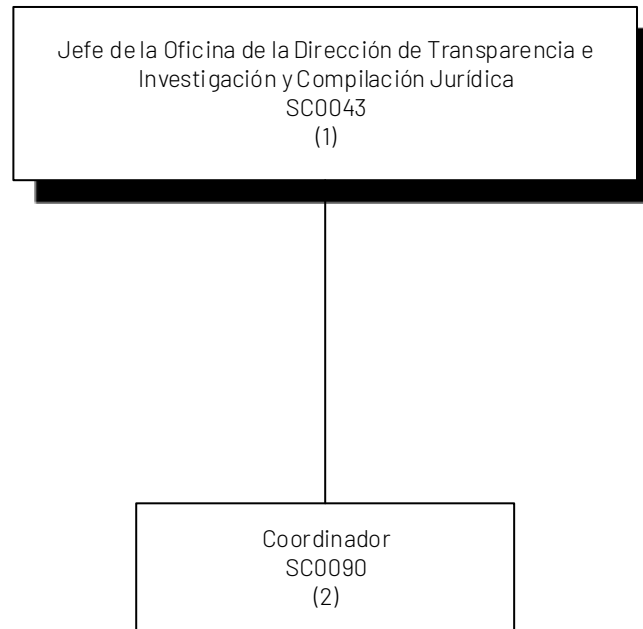 Jefe de la Oficina de la Dirección de Transparencia e
Investigación y Compilación Jurídica
SC0043
(1)
Coordinador
SC0090
(2)